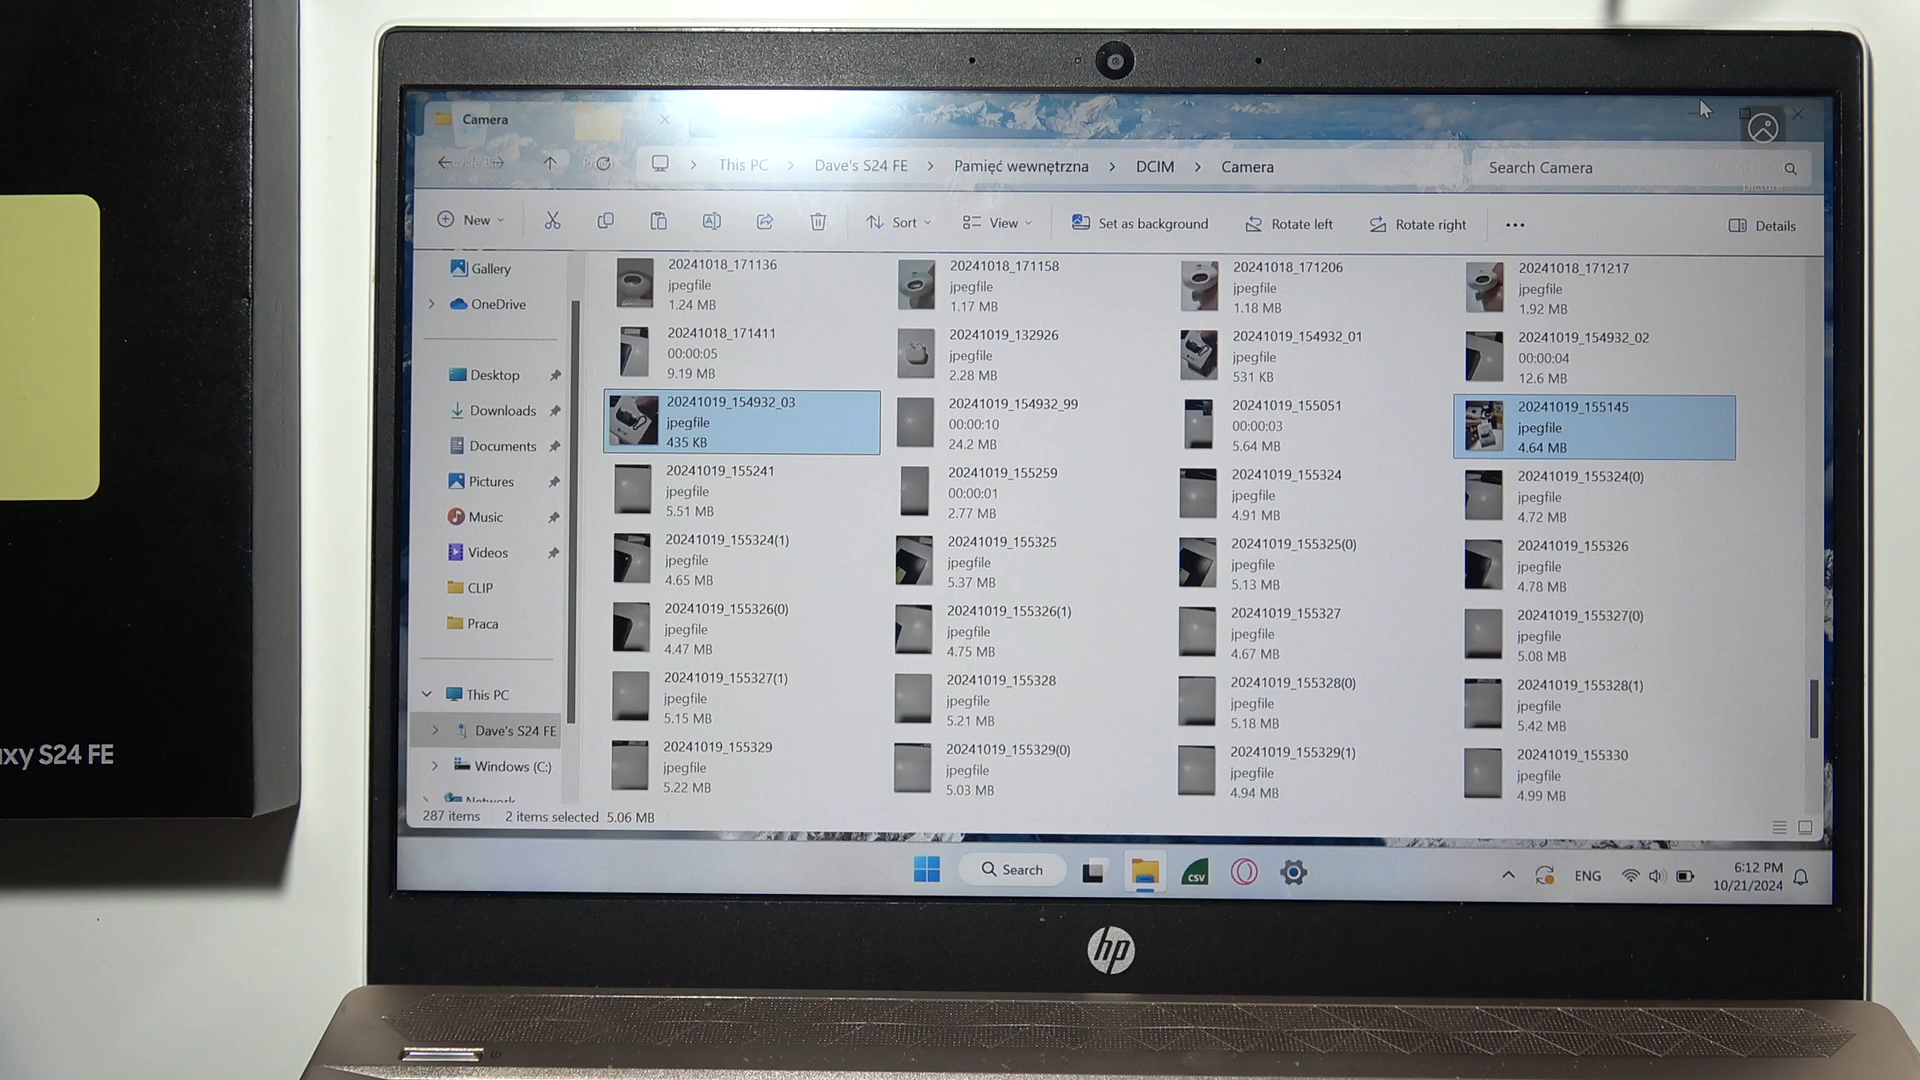 Camera
This PC > Dave's S24 FE > Pamięć wewnętrzna > DCIM > Camera
Search Camera
New
Sort
View
Set as background
Rotate left
Rotate right
Details
Gallery
OneDrive
Desktop
Downloads
Documents
Pictures
Music
Videos
CLIP
Praca
This PC
Dave's S24 FE
Windows (C:)
Network
20241018_171136
jpegfile
1.24 MB
20241018_171158
jpegfile
1.17 MB
20241018_171206
jpegfile
1.18 MB
20241018_171217
jpegfile
1.92 MB
20241018_171411
00:00:05
9.19 MB
20241019_132926
jpegfile
2.28 MB
20241019_154932_01
jpegfile
531 KB
20241019_154932_02
00:00:04
12.6 MB
20241019_154932_03
jpegfile
435 KB
20241019_154932_99
00:00:10
24.2 MB
20241019_155051
00:00:03
5.64 MB
20241019_155145
jpegfile
4.64 MB
20241019_155241
jpegfile
5.51 MB
20241019_155259
00:00:01
2.77 MB
20241019_155324
jpegfile
4.91 MB
20241019_155324(0)
jpegfile
4.72 MB
20241019_155324(1)
jpegfile
4.65 MB
20241019_155325
jpegfile
5.37 MB
20241019_155325(0)
jpegfile
5.13 MB
20241019_155326
jpegfile
4.78 MB
20241019_155326(0)
jpegfile
4.47 MB
20241019_155326(1)
jpegfile
4.75 MB
20241019_155327
jpegfile
4.67 MB
20241019_155327(0)
jpegfile
5.08 MB
20241019_155327(1)
jpegfile
5.15 MB
20241019_155328
jpegfile
5.21 MB
20241019_155328(0)
jpegfile
5.18 MB
20241019_155328(1)
jpegfile
5.42 MB
20241019_155329
jpegfile
5.22 MB
20241019_155329(0)
jpegfile
5.03 MB
20241019_155329(1)
jpegfile
4.94 MB
20241019_155330
jpegfile
4.99 MB
287 items 2 items selected 5.06 MB
Search
CSV
ENG
6:12 PM
10/21/2024
hp
xy S24 FE